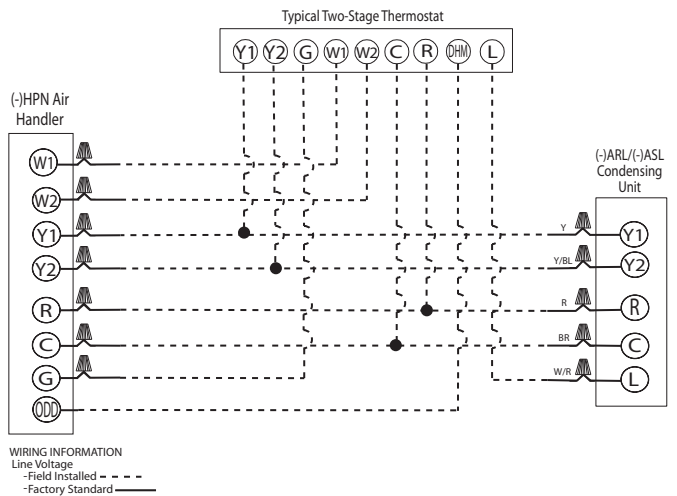 Typical Two-Stage Thermostat
Y1 Y2 G W1 W2 C R DHM L
(-)HPN Air
Handler
W1
W2
Y1
Y2
R
C
G
ODD
(-)ARL/(-)ASL
Condensing
Unit
Y Y1
Y/BL Y2
R R
BR C
W/R L
WIRING INFORMATION
Line Voltage
-Field Installed
-Factory Standard